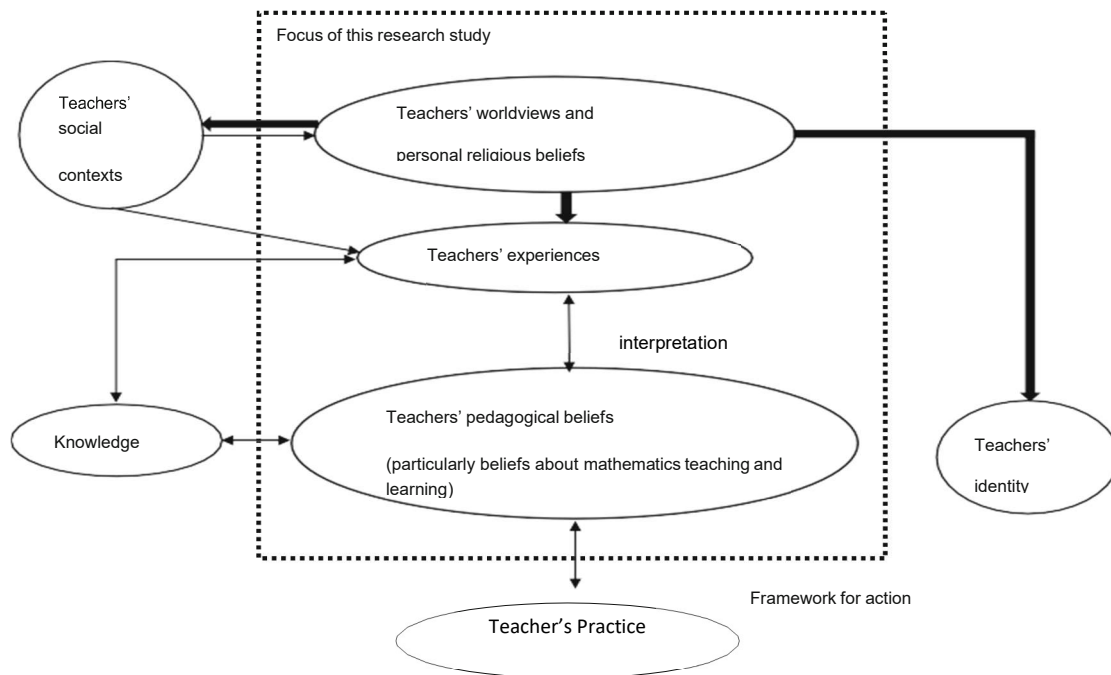 Focus of this research study
Teachers'
social
contexts
Teachers' worldviews and
personal religious beliefs
Teachers' experiences
interpretation
Teachers' pedagogical beliefs
(particularly beliefs about mathematics teaching and
learning)
Knowledge
Teachers'
identity
Framework for action
Teacher's Practice